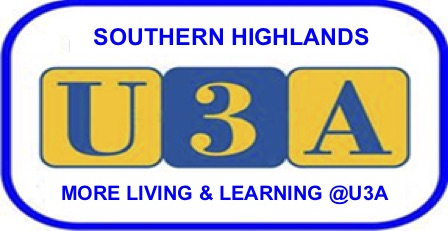 SOUTHERN HIGHLANDS
U3A
MORE LIVING & LEARNING @U3A